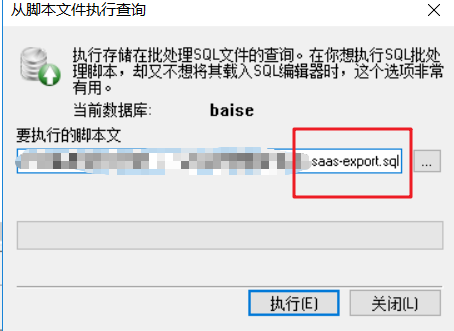 从脚本文件执行查询
执行存储在批处理SQL文件的查询。在你想执行SQL批处
理脚本，却又不想将其载入SQL编辑器时，这个选项非常
有用。
当前数据库: baise
要执行的脚本文
saas-export.sql ...
执行(E) 关闭(L)